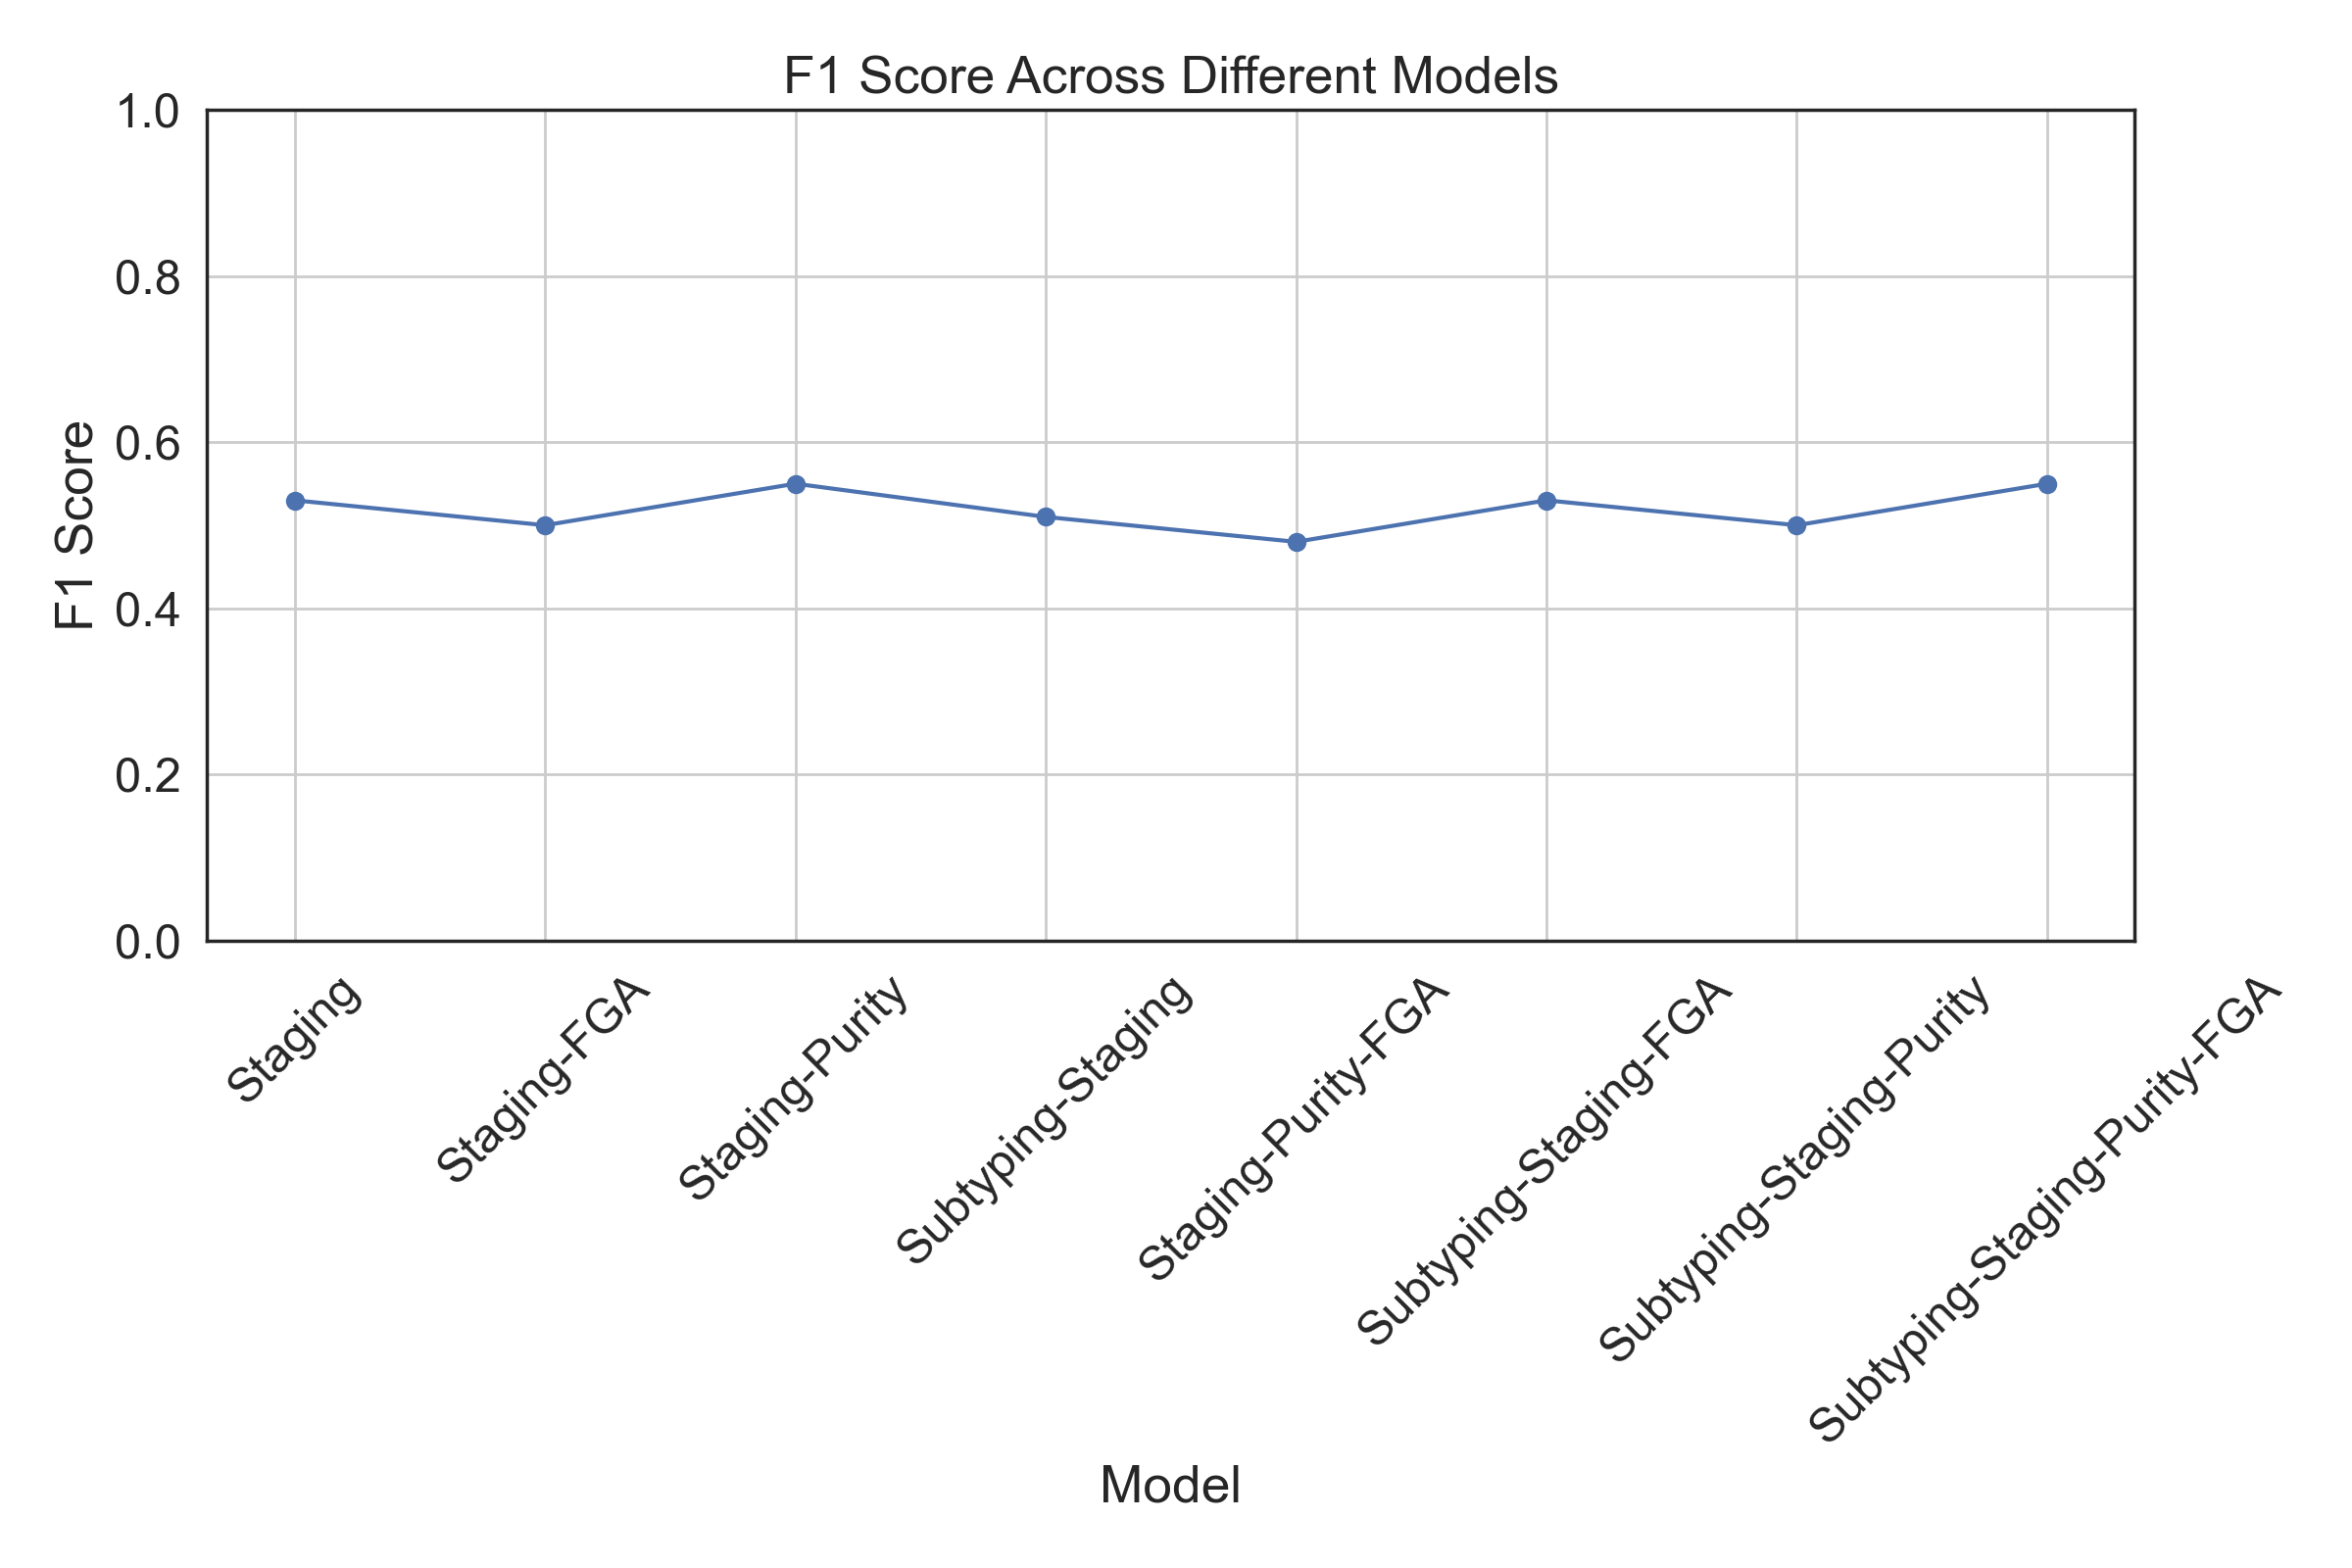 F1 Score Across Different Models
F1 Score
1.0
0.8
0.6
0.4
0.2
0.0
Staging
Staging-FGA
Staging-Purity
Subtyping-Staging
Staging-Purity-FGA
Subtyping-Staging-FGA
Subtyping-Staging-Purity
Subtyping-Staging-Purity-FGA
Model